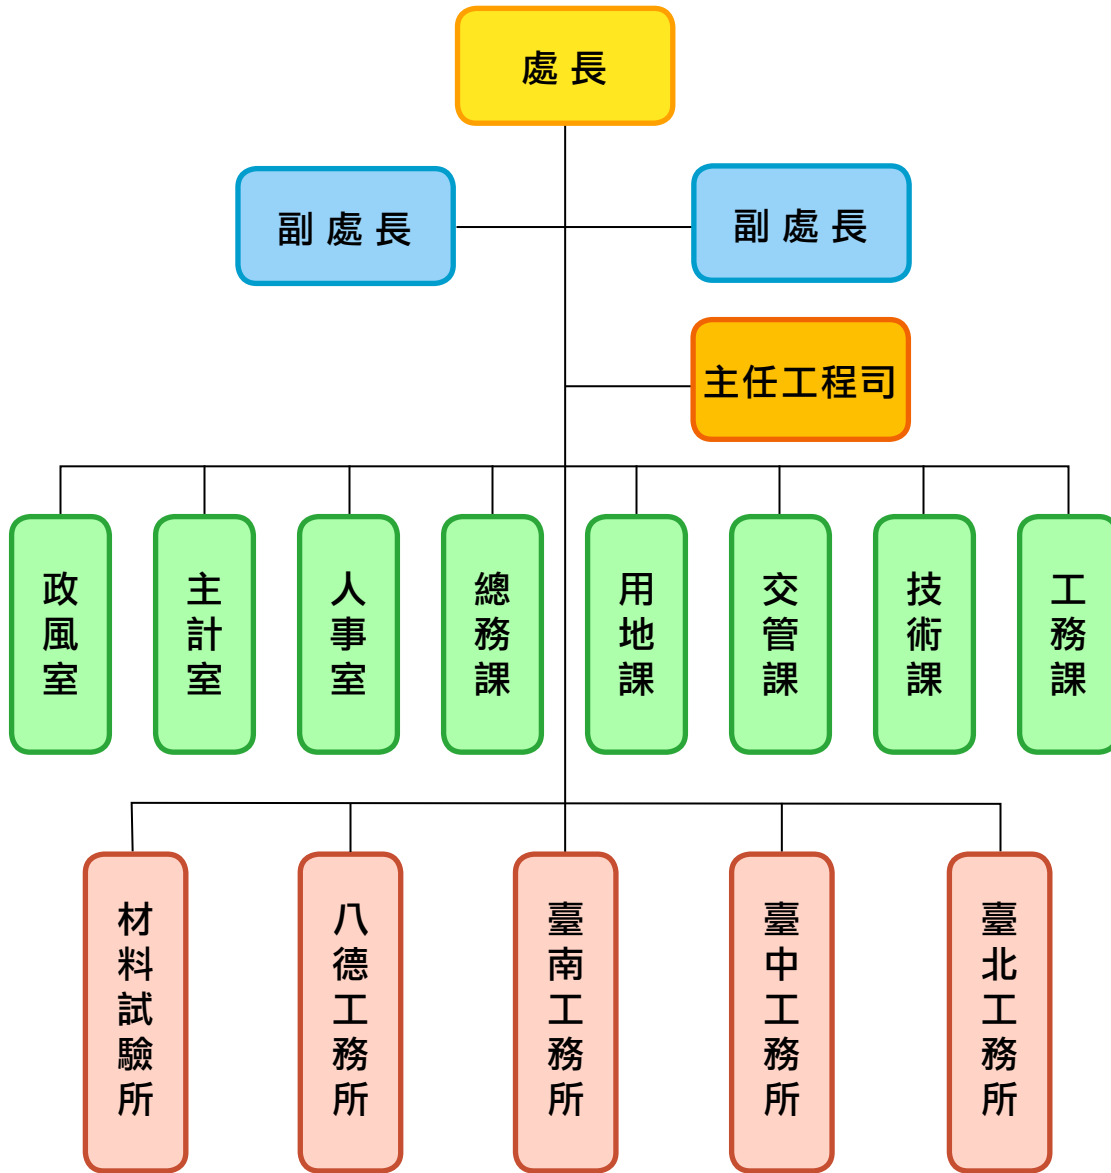 處長
副處長
副處長
主任工程司
政風室
主計室
人事室
總務課
用地課
交管課
技術課
工務課
材料試驗所
八德工務所
臺南工務所
臺中工務所
臺北工務所